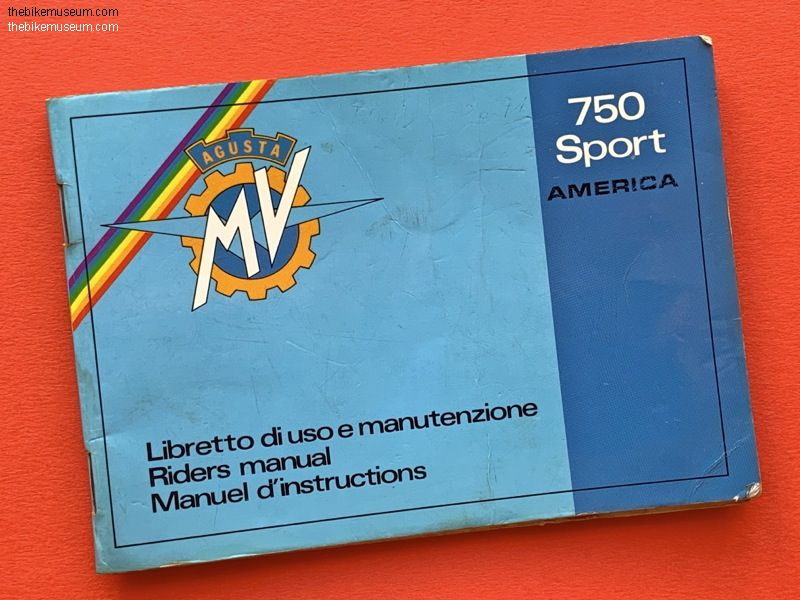 thebikemuseum.com
thebikemuseum.com
AGUSTA
MV
750
Sport
AMERICA
Libretto di uso e manutenzione
Riders manual
Manuel d'instructions